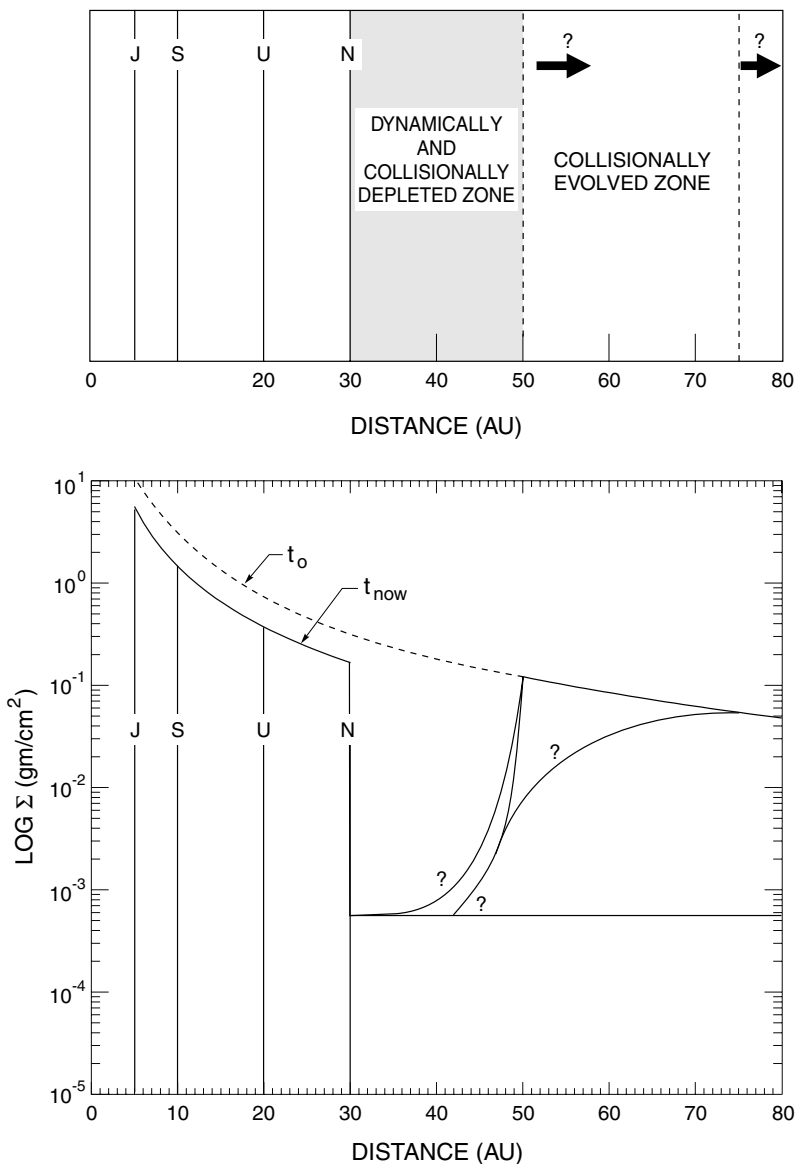 J S U N ? ?
DYNAMICALLY
AND
COLLISIONALLY
DEPLETED ZONE
COLLISIONALLY
EVOLVED ZONE
0 20 30 40 50 60 70 80
DISTANCE (AU)
10^1
t_o
10^0
t_now
10^-1
J S U N
?
10^-2
LOG Σ (gm/cm²)
?
10^-3
?
10^-4
10^-5
0 10 20 30 40 50 60 70 80
DISTANCE (AU)